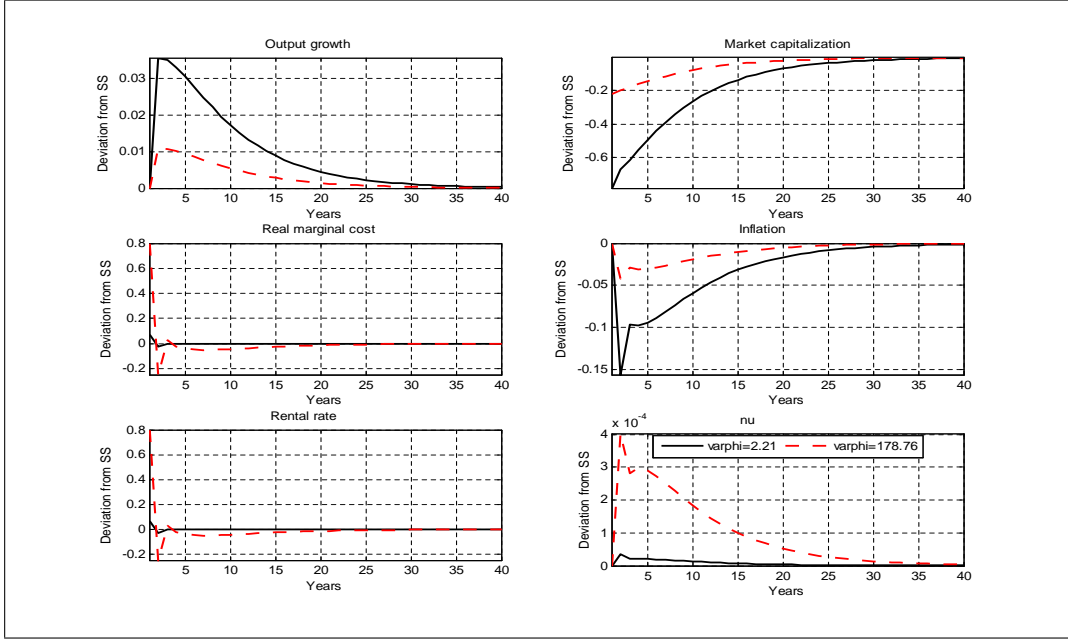 Output growth
Deviation from SS
0.03
0.02
0.01
0
5 10 15 20 25 30 35 40
Years
Market capitalization
Deviation from SS
-0.2
-0.4
-0.6
5 10 15 20 25 30 35 40
Years
Real marginal cost
Deviation from SS
0.8
0.6
0.4
0.2
0
-0.2
5 10 15 20 25 30 35 40
Years
Inflation
Deviation from SS
0
-0.05
-0.1
-0.15
5 10 15 20 25 30 35 40
Years
Rental rate
Deviation from SS
0.8
0.6
0.4
0.2
0
-0.2
5 10 15 20 25 30 35 40
Years
nu
x 10^-4
Deviation from SS
4
3
2
1
0
varphi=2.21 varphi=178.76
5 10 15 20 25 30 35 40
Years